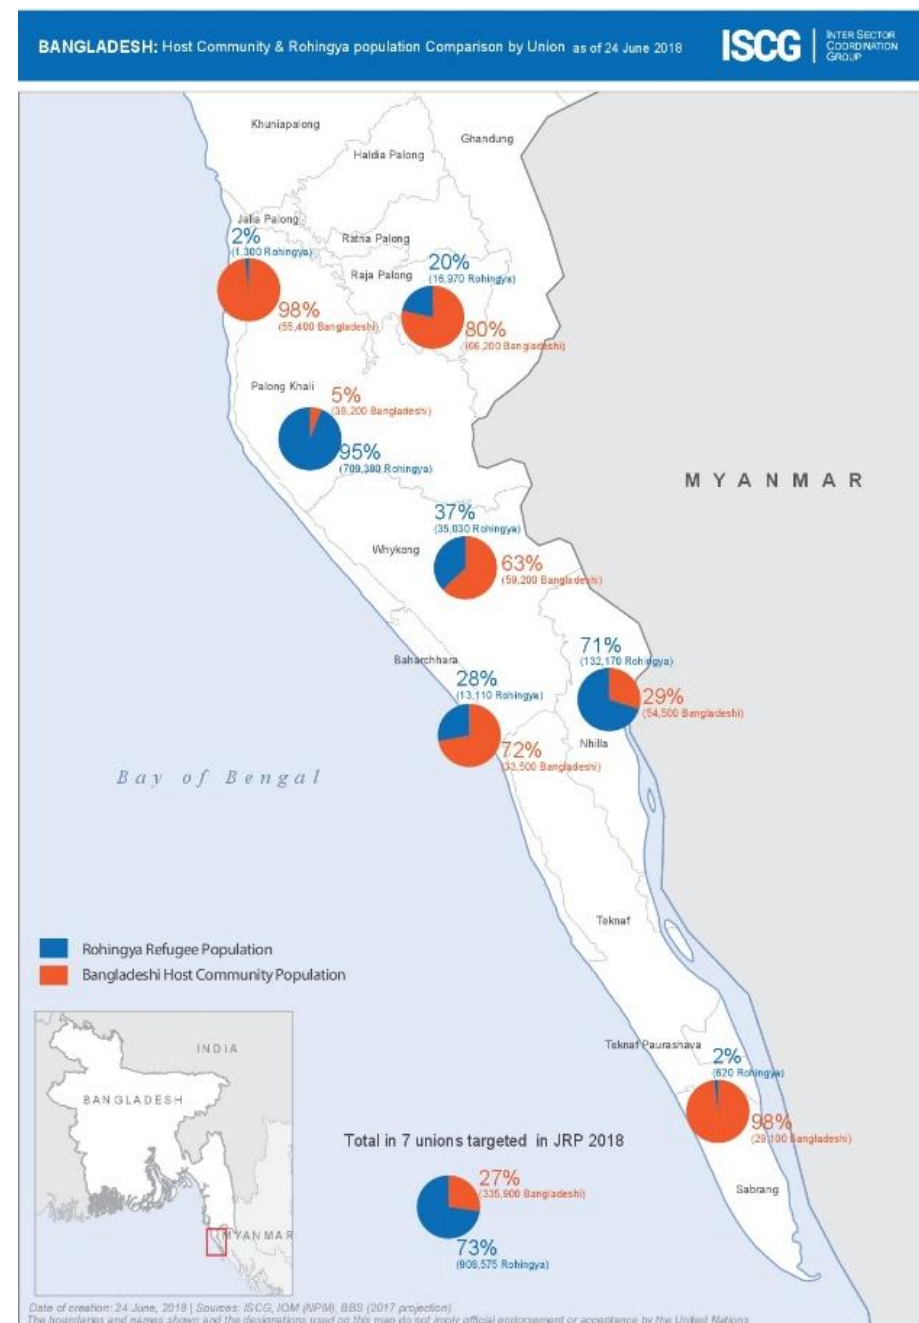 BANGLADESH: Host Community & Rohingya population Comparison by Union as of 24 June 2018
ISCG
INTER SECTOR
COORDINATION
GROUP
Khuniapalong
Ghandung
Haldia Palong
Jalia Palong
2%
(1,300 Rohingya)
98%
(55,400 Bangladeshi)
Ratna Palong
Raja Palong
20%
(16,970 Rohingya)
80%
(66,200 Bangladeshi)
Palong Khali
5%
(38,200 Bangladeshi)
95%
(709,380 Rohingya)
MYANMAR
37%
(35,030 Rohingya)
Whykong
63%
(59,200 Bangladeshi)
71%
(132,170 Rohingya)
29%
(54,500 Bangladeshi)
Nhilla
Baharchhara
28%
(13,110 Rohingya)
72%
(33,500 Bangladeshi)
Bay of Bengal
Teknaf
Rohingya Refugee Population
Bangladeshi Host Community Population
Teknaf Paurashava
2%
(620 Rohingya)
98%
(29,100 Bangladeshi)
Sabrang
INDIA
BANGLADESH
MYANMAR
Total in 7 unions targeted in JRP 2018
27%
(335,900 Bangladeshi)
73%
(908,575 Rohingya)
Date of creation: 24 June, 2018 | Sources: ISCG, IOM (NPM), BBS (2017 projection)
The boundaries and names shown and the designations used on this map do not imply official endorsement or acceptance by the United Nations